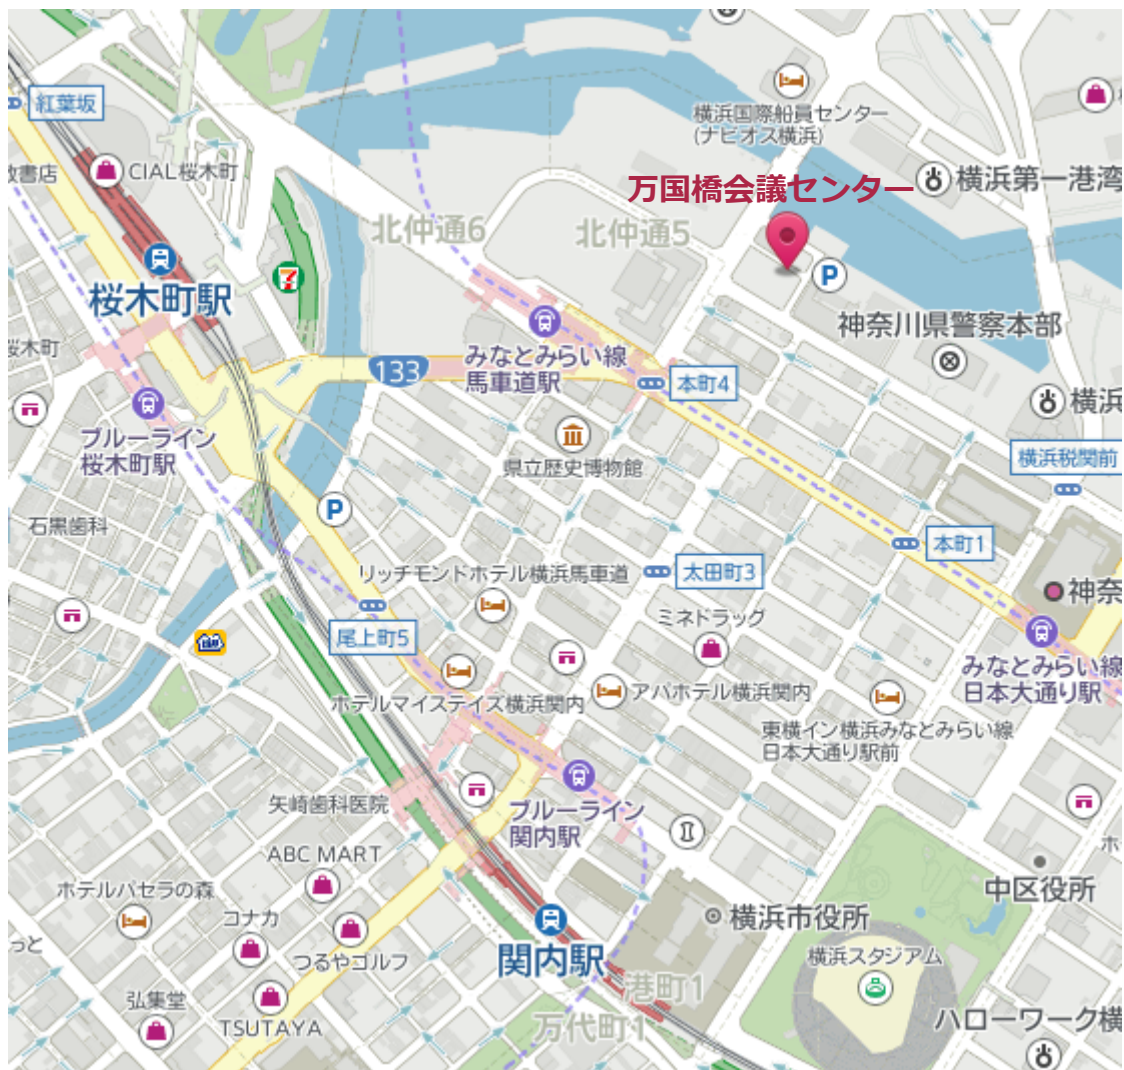 紅葉坂
CIAL桜木町
桜木町駅
桜木町
ブルーライン
桜木町駅
石黒歯科
横浜国際船員センター
(ナビオス横浜)
万国橋会議センター
横浜第一港湾
北仲通6
北仲通5
P
神奈川県警察本部
みなとみらい線
馬車道駅
133
本町4
横浜
横浜税関前
県立歴史博物館
P
本町1
リッチモンドホテル横浜馬車道
太田町3
神奈
ミネドラッグ
尾上町5
みなとみらい線
日本大通り駅
ホテルマイステイズ横浜関内
アパホテル横浜関内
東横イン横浜みなとみらい線
日本大通り駅前
矢崎歯科医院
ブルーライン
関内駅
ABC MART
ホテルパセラの森
コナカ
つるやゴルフ
中区役所
横浜市役所
関内駅
横浜スタジアム
港町1
弘集堂
TSUTAYA
万代町1
ハローワーク横